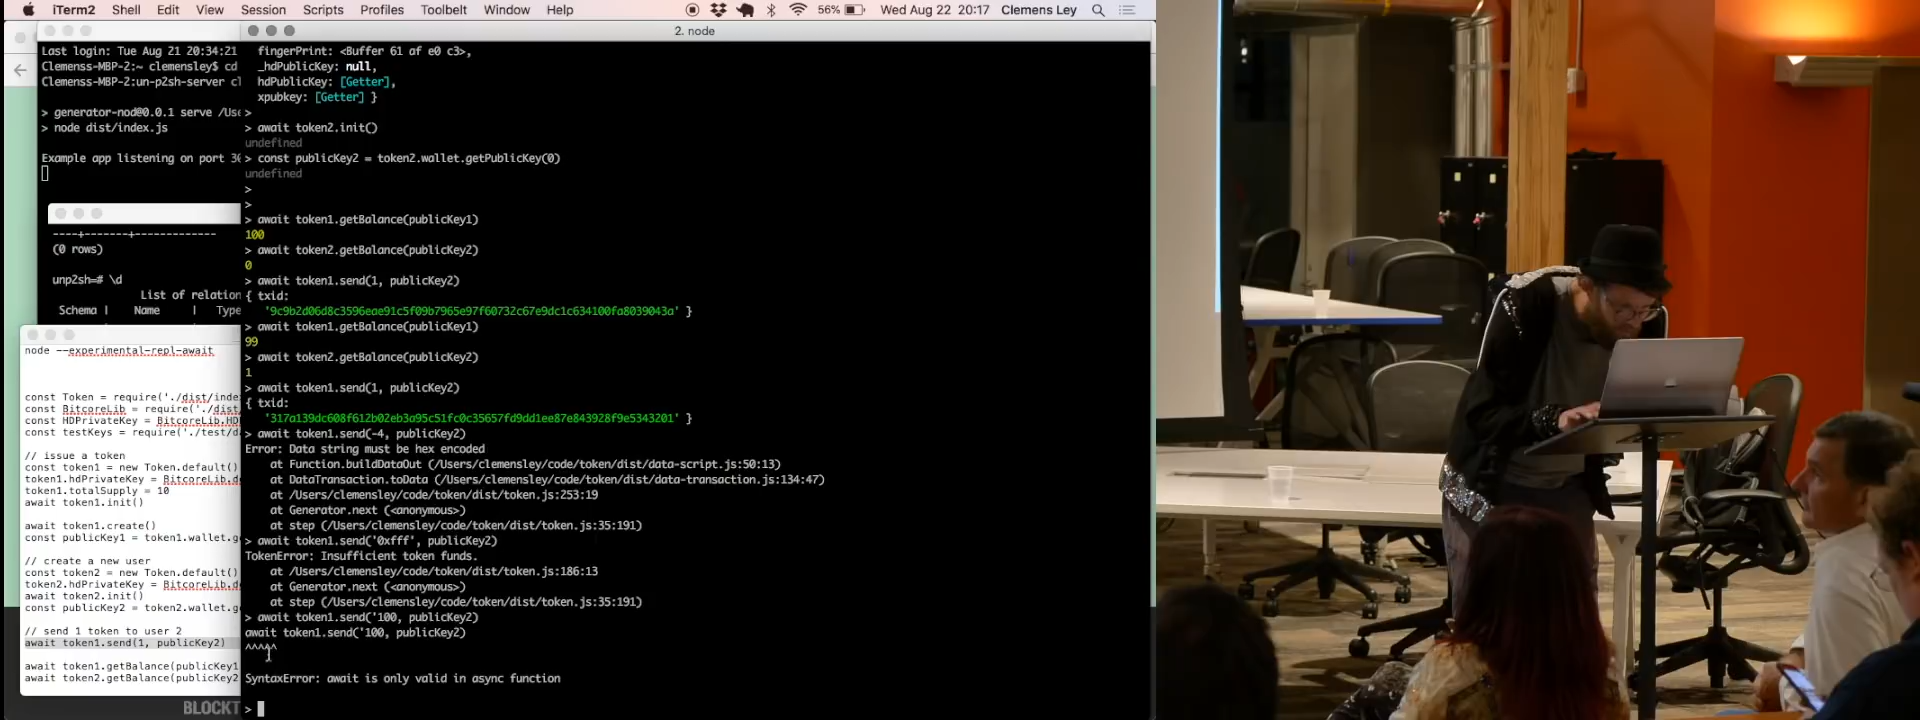 iTerm2 Shell Edit View Session Scripts Profiles Toolbelt Window Help 56% Wed Aug 22 20:17 Clemens Ley
2. node
Last login: Tue Aug 21 20:34:21
Clemenss-MBP-2:~ clemensley$ cd
Clemenss-MBP-2:un-p2sh-server cl
> generator-nod@0.0.1 serve /Use
> node dist/index.js
Example app listening on port 30
----+-------+-------------
(0 rows)
unp2sh=# \d
List of relation
Schema | Name | Type
node --experimental-repl-await
const Token = require('./dist/index
const BitcoreLib = require('./dist/
const HDPrivateKey = BitcoreLib.HD
const testKeys = require('./test/d
// issue a token
const token1 = new Token.default()
token1.hdPrivateKey = BitcoreLib.
token1.totalSupply = 10
await token1.init()
await token1.create()
const publicKey1 = token1.wallet.g
// create a new user
const token2 = new Token.default()
token2.hdPrivateKey = BitcoreLib.
await token2.init()
const publicKey2 = token2.wallet.g
// send 1 token to user 2
await token1.send(1, publicKey2)
await token1.getBalance(publicKey1
await token2.getBalance(publicKey2
BLOCKT
fingerPrint: <Buffer 61 af e0 c3>,
_hdPublicKey: null,
hdPublicKey: [Getter],
xpubkey: [Getter] }
>
> await token2.init()
undefined
> const publicKey2 = token2.wallet.getPublicKey(0)
undefined
>
>
> await token1.getBalance(publicKey1)
100
> await token2.getBalance(publicKey2)
0
> await token1.send(1, publicKey2)
{ txid:
'9c9b2d06d8c3596eae91c5f09b7965e97f60732c67e9dc1c634100fa8039043a' }
> await token1.getBalance(publicKey1)
99
> await token2.getBalance(publicKey2)
1
> await token1.send(1, publicKey2)
{ txid:
'317a139dc608f612b02eb3a95c51fc0c35657fd9dd1ee87e843928f9e5343201' }
> await token1.send(-4, publicKey2)
Error: Data string must be hex encoded
at Function.buildDataOut (/Users/clemensley/code/token/dist/data-script.js:50:13)
at DataTransaction.toData (/Users/clemensley/code/token/dist/data-transaction.js:134:47)
at /Users/clemensley/code/token/dist/token.js:253:19
at Generator.next (<anonymous>)
at step (/Users/clemensley/code/token/dist/token.js:35:191)
> await token1.send('0xfff', publicKey2)
TokenError: Insufficient token funds.
at /Users/clemensley/code/token/dist/token.js:186:13
at Generator.next (<anonymous>)
at step (/Users/clemensley/code/token/dist/token.js:35:191)
> await token1.send('100, publicKey2)
await token1.send('100, publicKey2)
^^^^^
SyntaxError: await is only valid in async function
>